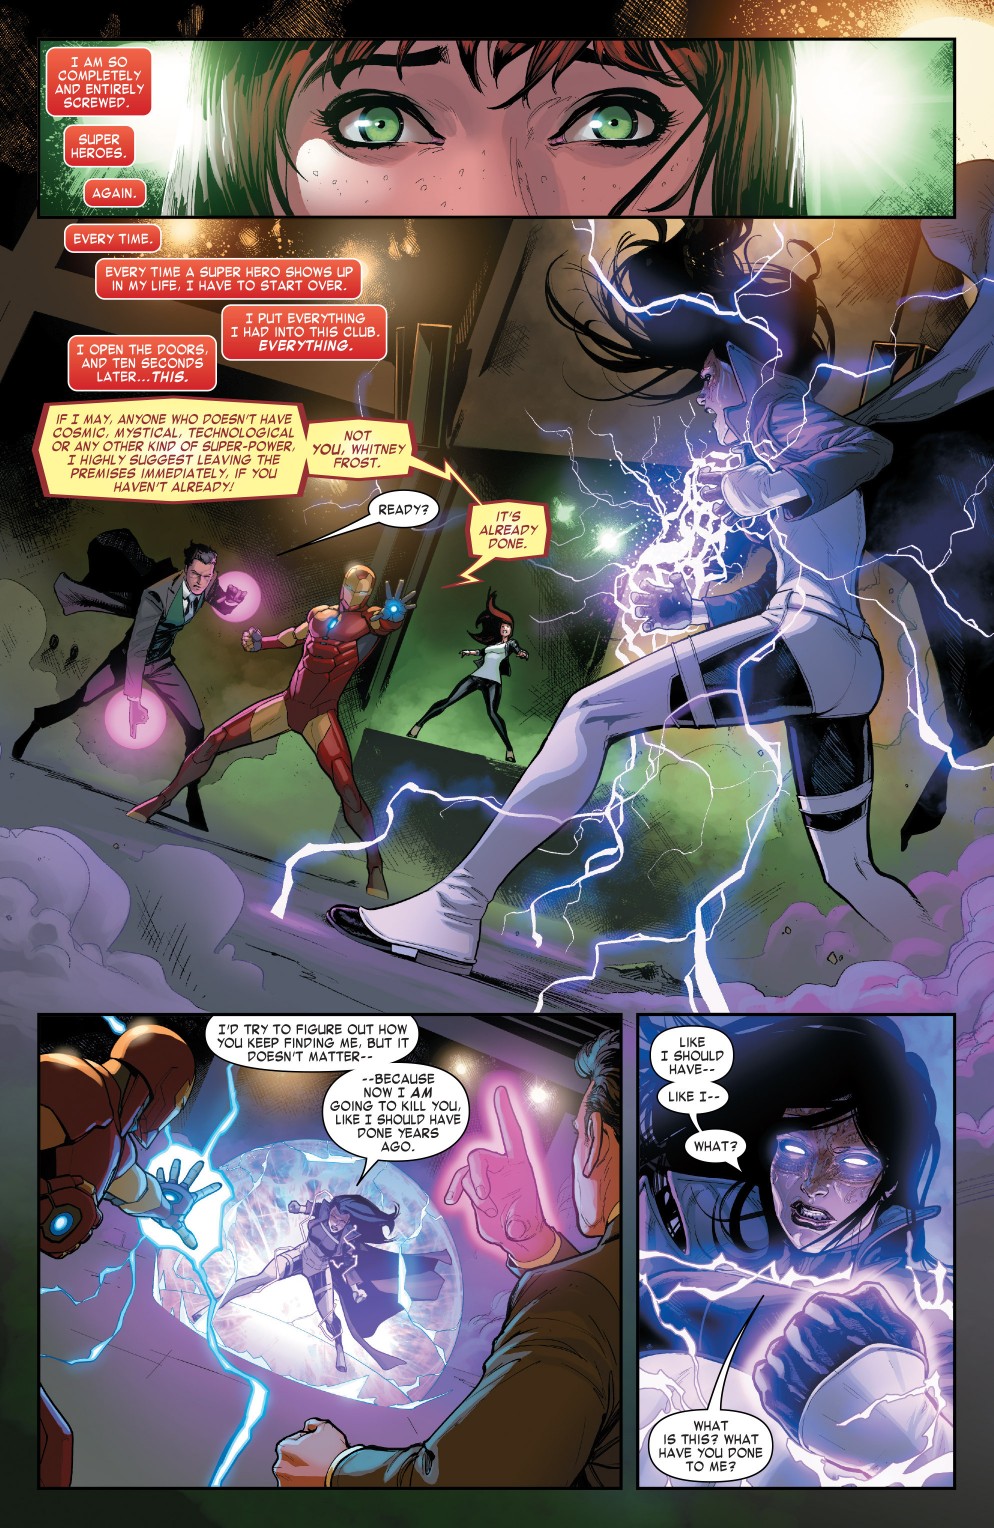 I AM SO
COMPLETELY
AND ENTIRELY
SCREWED.
SUPER
HEROES.
AGAIN.
EVERY TIME.
EVERY TIME A SUPER HERO SHOWS UP
IN MY LIFE, I HAVE TO START OVER.
I PUT EVERYTHING
I HAD INTO THIS CLUB.
EVERYTHING.
I OPEN THE DOORS,
AND TEN SECONDS
LATER...THIS.
IF I MAY, ANYONE WHO DOESN'T HAVE
COSMIC, MYSTICAL, TECHNOLOGICAL
OR ANY OTHER KIND OF SUPER-POWER,
I HIGHLY SUGGEST LEAVING THE
PREMISES IMMEDIATELY, IF YOU
HAVEN'T ALREADY!
NOT
YOU, WHITNEY
FROST.
READY?
IT'S
ALREADY
DONE.
I'D TRY TO FIGURE OUT HOW
YOU KEEP FINDING ME, BUT IT
DOESN'T MATTER--
--BECAUSE
NOW I AM
GOING TO KILL YOU,
LIKE I SHOULD HAVE
DONE YEARS
AGO.
LIKE
I SHOULD
HAVE--
LIKE I--
WHAT?
WHAT
IS THIS? WHAT
HAVE YOU DONE
TO ME?